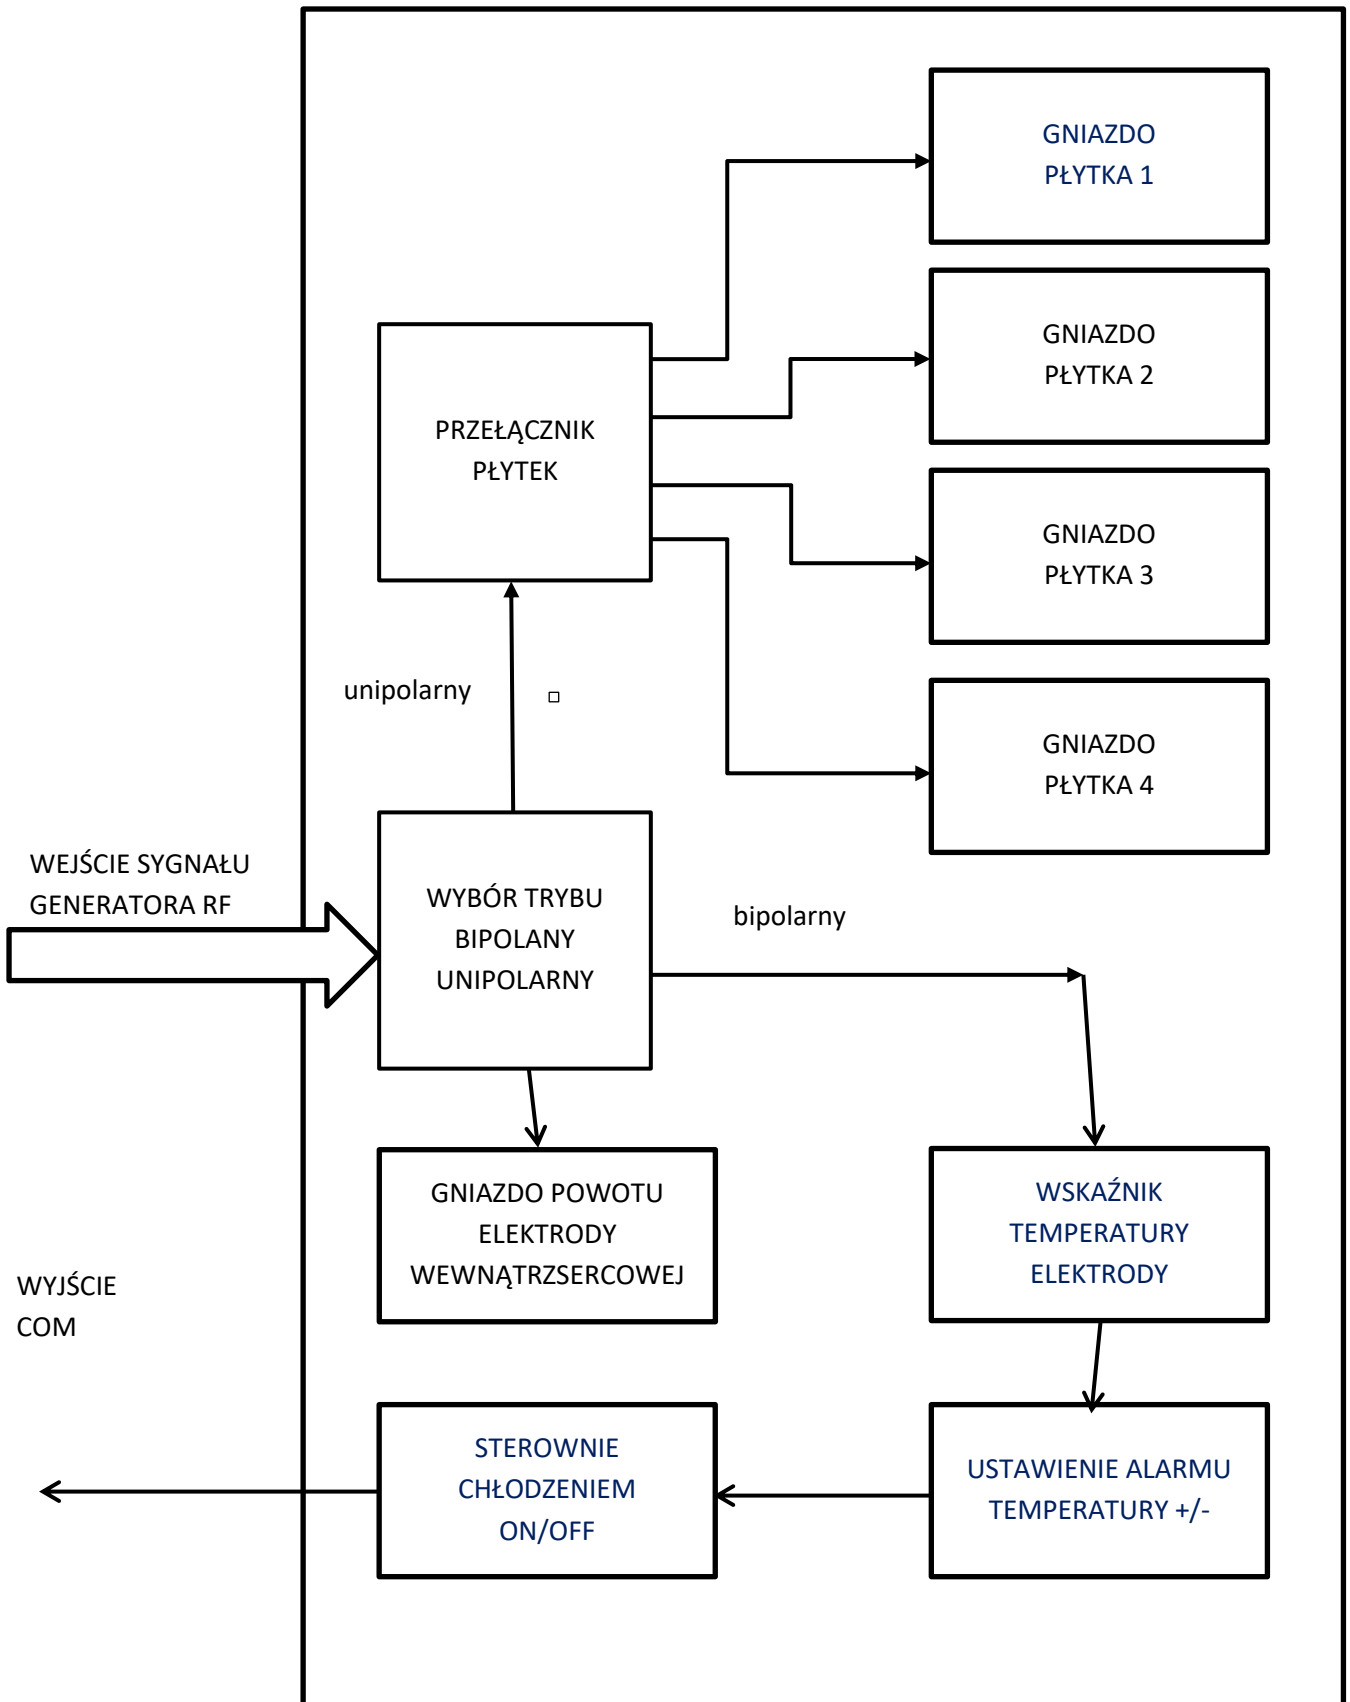 GNIAZDO
PŁYTKA 1
GNIAZDO
PŁYTKA 2
PRZEŁĄCZNIK
PŁYTEK
GNIAZDO
PŁYTKA 3
unipolarny
GNIAZDO
PŁYTKA 4
WEJŚCIE SYGNAŁU
GENERATORA RF
WYBÓR TRYBU
BIPOLANY
UNIPOLARNY
bipolarny
GNIAZDO POWOTU
ELEKTRODY
WEWNĄTRZSERCOWEJ
WSKAŹNIK
TEMPERATURY
ELEKTRODY
WYJŚCIE
COM
STEROWNIE
CHŁODZENIEM
ON/OFF
USTAWIENIE ALARMU
TEMPERATURY +/-